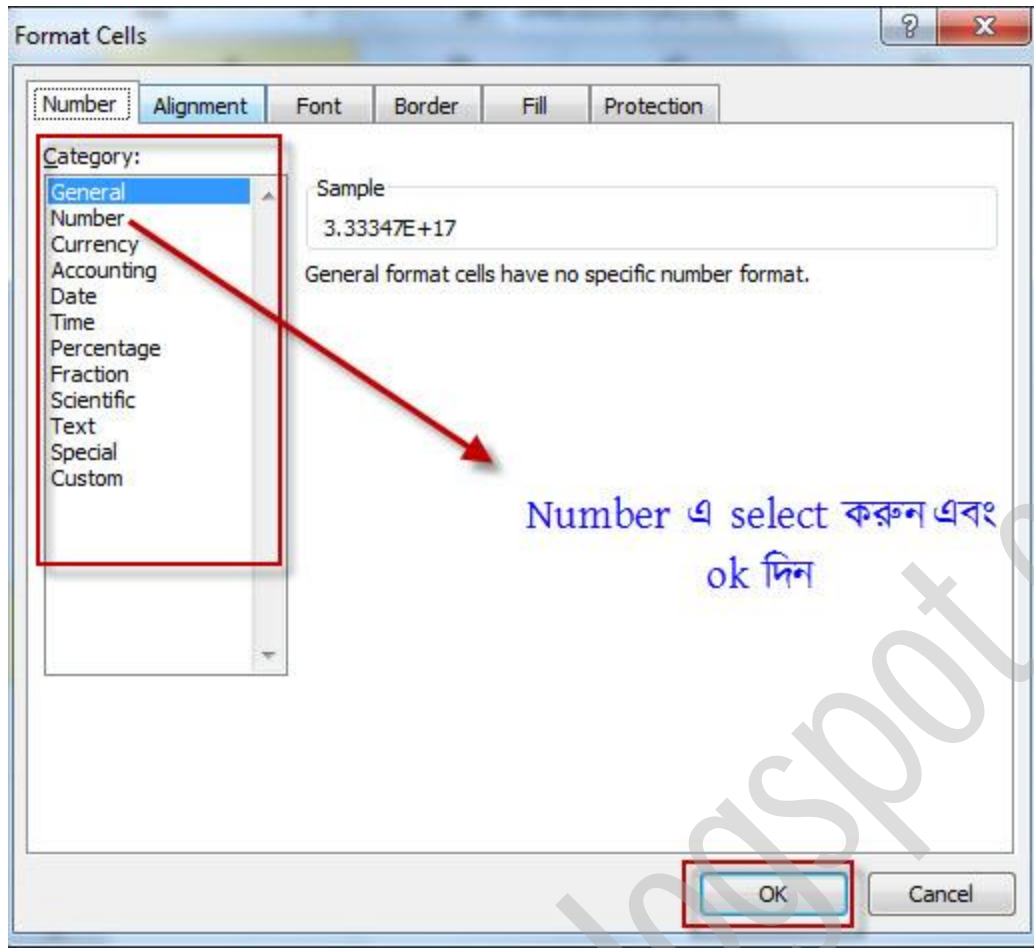 Format Cells
Number Alignment Font Border Fill Protection
Category:
General
Number
Currency
Accounting
Date
Time
Percentage
Fraction
Scientific
Text
Special
Custom
Sample
3.33347E+17
General format cells have no specific number format.
Number এ select করুন এবং
ok দিন
OK Cancel